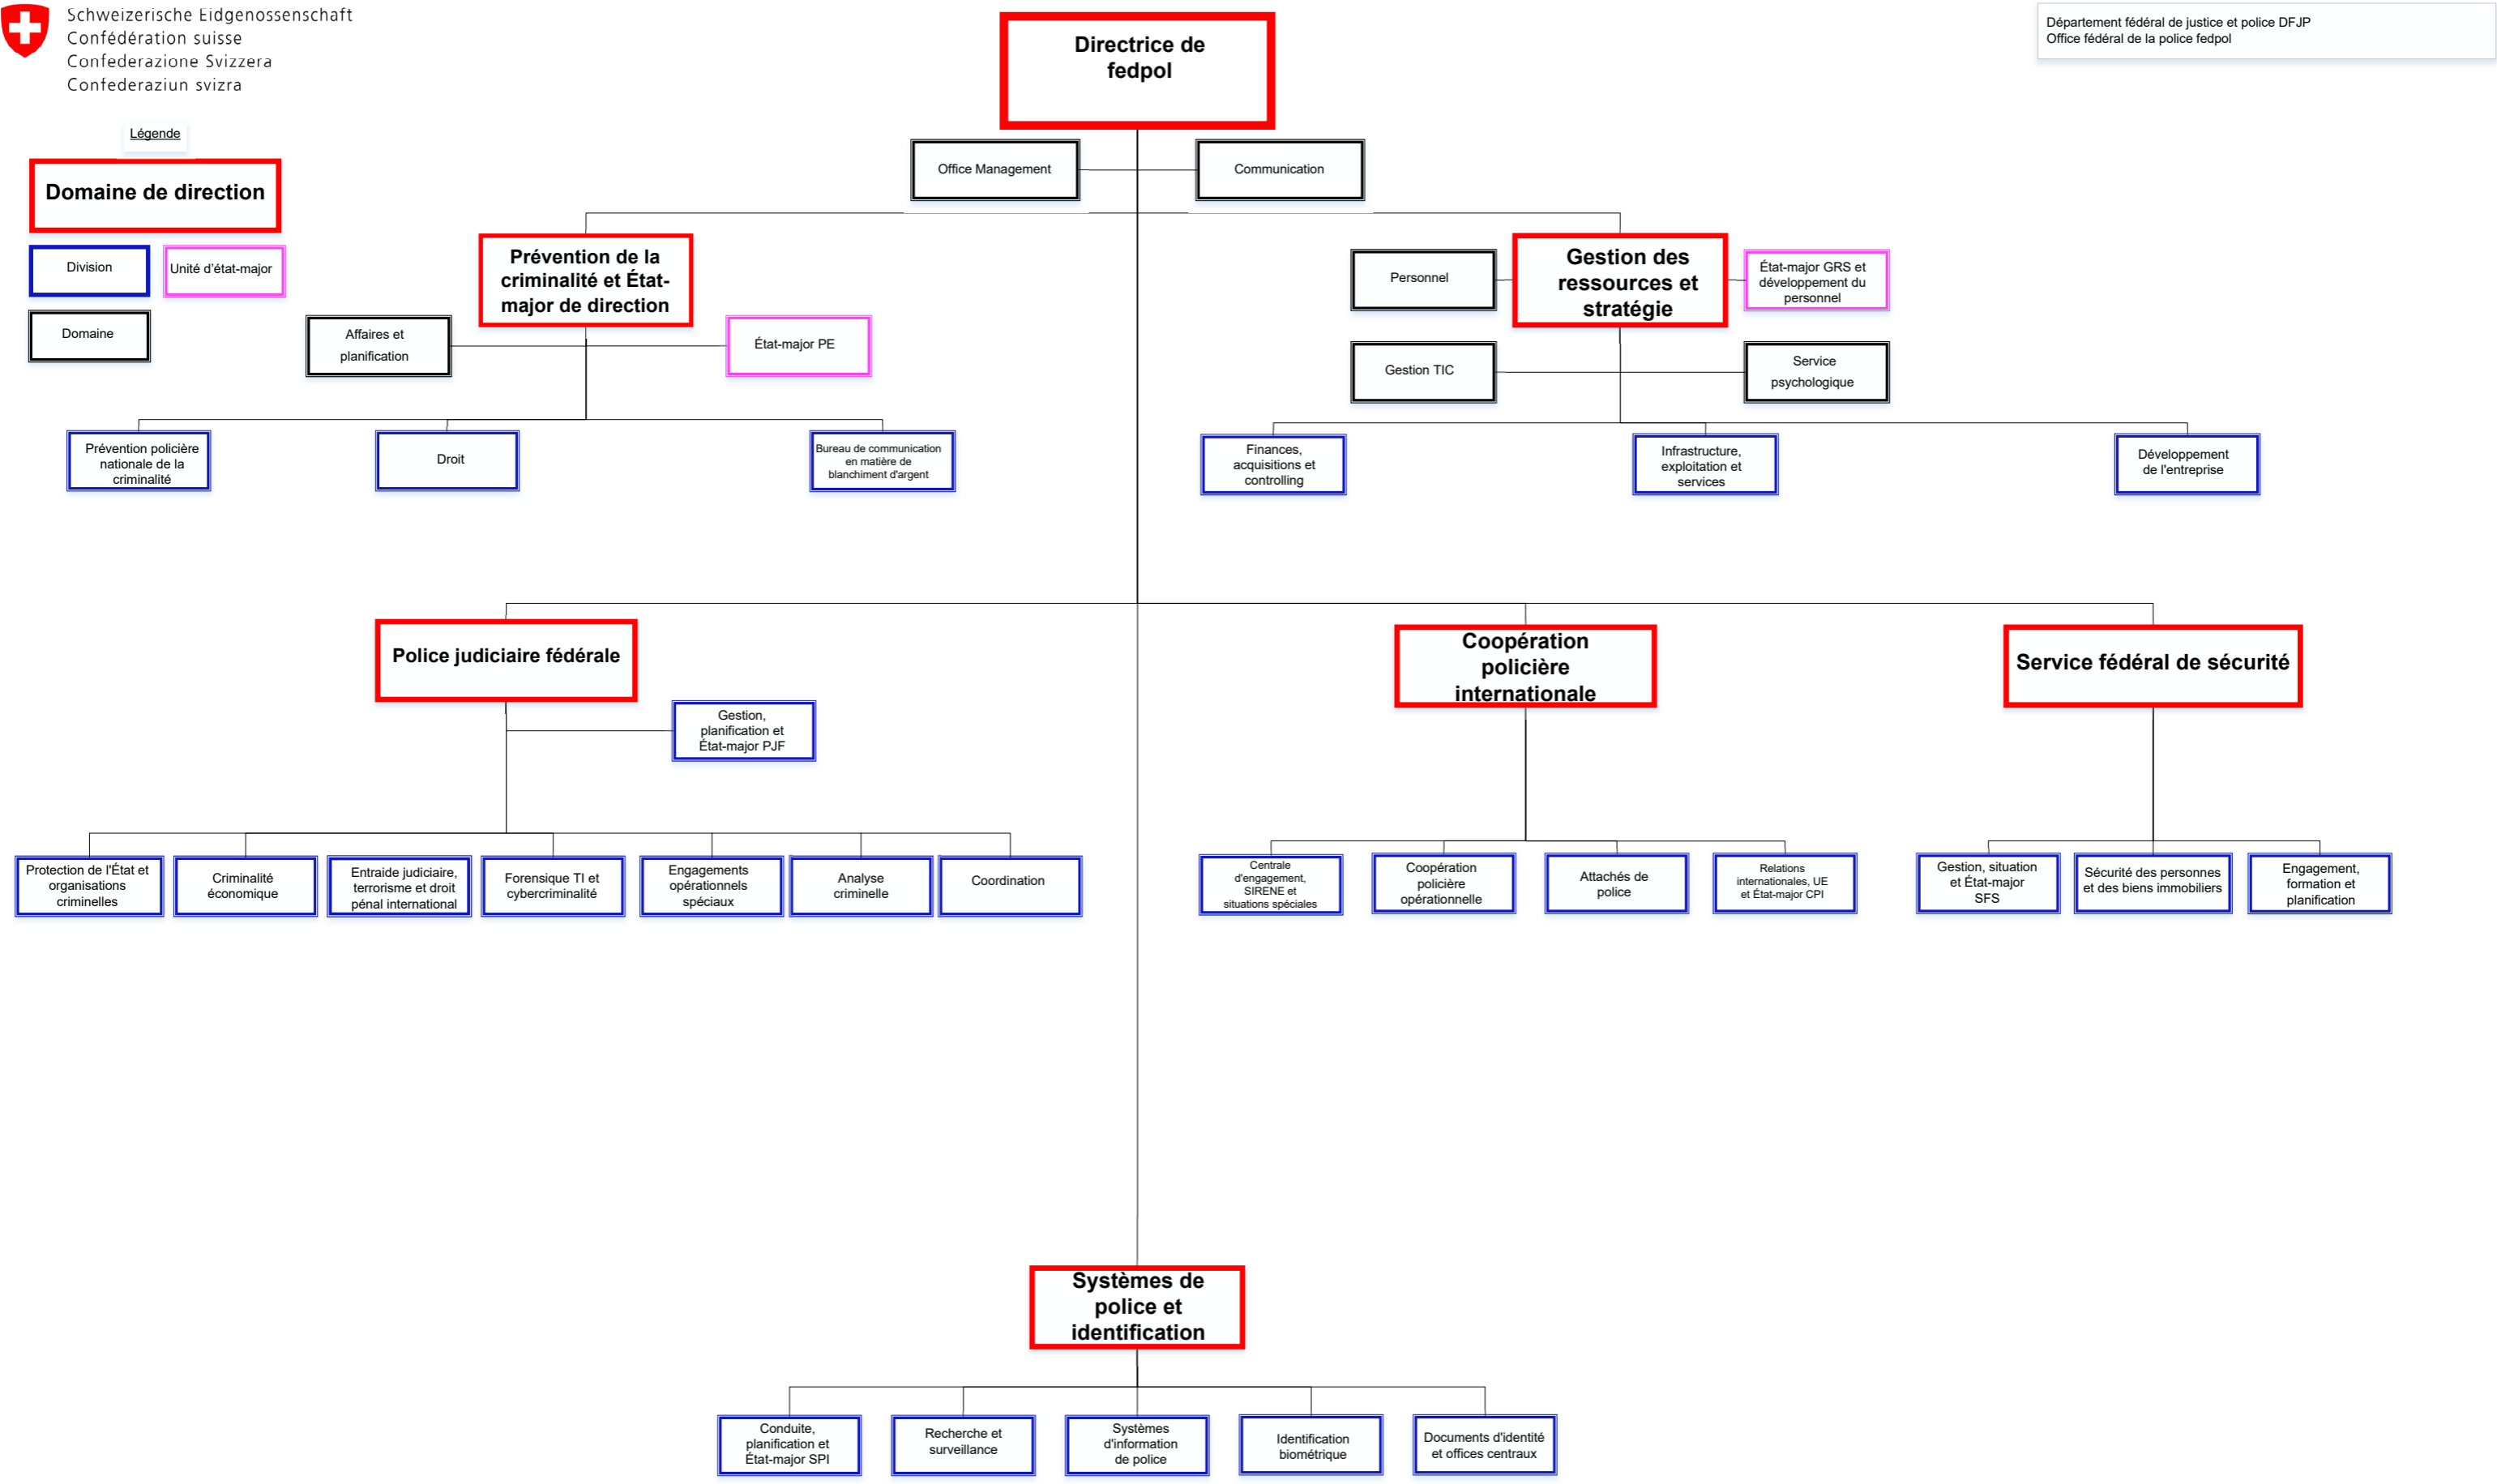 Schweizerische Eidgenossenschaft
Confédération suisse
Confederazione Svizzera
Confederaziun svizra
Département fédéral de justice et police DFJP
Office fédéral de la police fedpol
Directrice de
fedpol
Légende
Domaine de direction
Division
Unité d'état-major
Domaine
Office Management
Communication
Prévention de la
criminalité et État-
major de direction
Affaires et
planification
État-major PE
Prévention policière
nationale de la
criminalité
Droit
Bureau de communication
en matière de
blanchiment d'argent
Gestion des
ressources et
stratégie
Personnel
État-major GRS et
développement du
personnel
Gestion TIC
Service
psychologique
Finances,
acquisitions et
controlling
Infrastructure,
exploitation et
services
Développement
de l'entreprise
Police judiciaire fédérale
Gestion,
planification et
État-major PJF
Protection de l'État et
organisations
criminelles
Criminalité
économique
Entraide judiciaire,
terrorisme et droit
pénal international
Forensique TI et
cybercriminalité
Engagements
opérationnels
spéciaux
Analyse
criminelle
Coordination
Coopération
policière
internationale
Centrale
d'engagement,
SIRENE et
situations spéciales
Coopération
policière
opérationnelle
Attachés de
police
Relations
internationales, UE
et État-major CPI
Service fédéral de sécurité
Gestion, situation
et État-major
SFS
Sécurité des personnes
et des biens immobiliers
Engagement,
formation et
planification
Systèmes de
police et
identification
Conduite,
planification et
État-major SPI
Recherche et
surveillance
Systèmes
d'information
de police
Identification
biométrique
Documents d'identité
et offices centraux